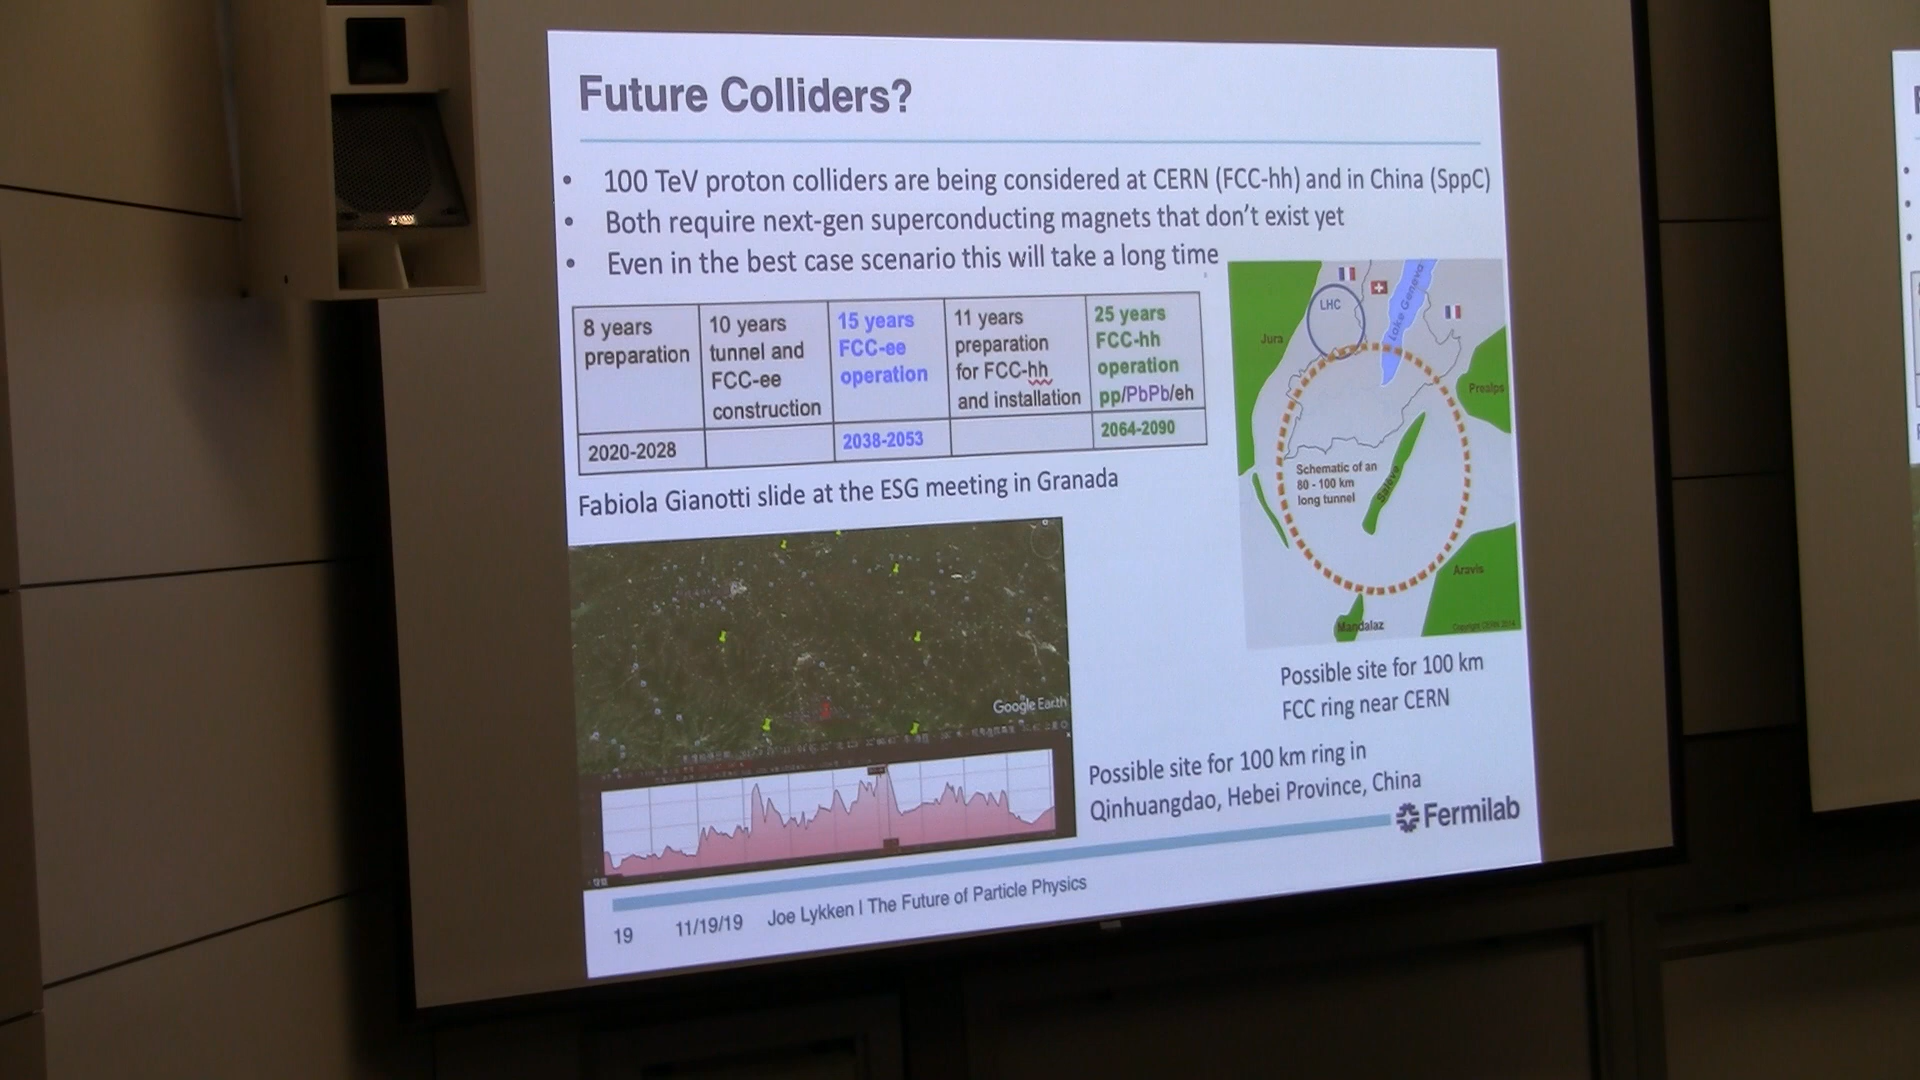 Future Colliders?
• 100 TeV proton colliders are being considered at CERN (FCC-hh) and in China (SppC)
• Both require next-gen superconducting magnets that don't exist yet
• Even in the best case scenario this will take a long time
8 years
preparation
10 years
tunnel and
FCC-ee
construction
15 years
FCC-ee
operation
11 years
preparation
for FCC-hh
and installation
25 years
FCC-hh
operation
pp/PbPb/eh
2020-2028
2038-2053
2064-2090
Fabiola Gianotti slide at the ESG meeting in Granada
LHC
Lake Geneva
Jura
Prealps
Schematic of an
80 - 100 km
long tunnel
Salève
Aravis
Mandalaz
Copyright CERN 2014
Google Earth
Possible site for 100 km
FCC ring near CERN
Possible site for 100 km ring in
Qinhuangdao, Hebei Province, China
Fermilab
19 11/19/19 Joe Lykken | The Future of Particle Physics